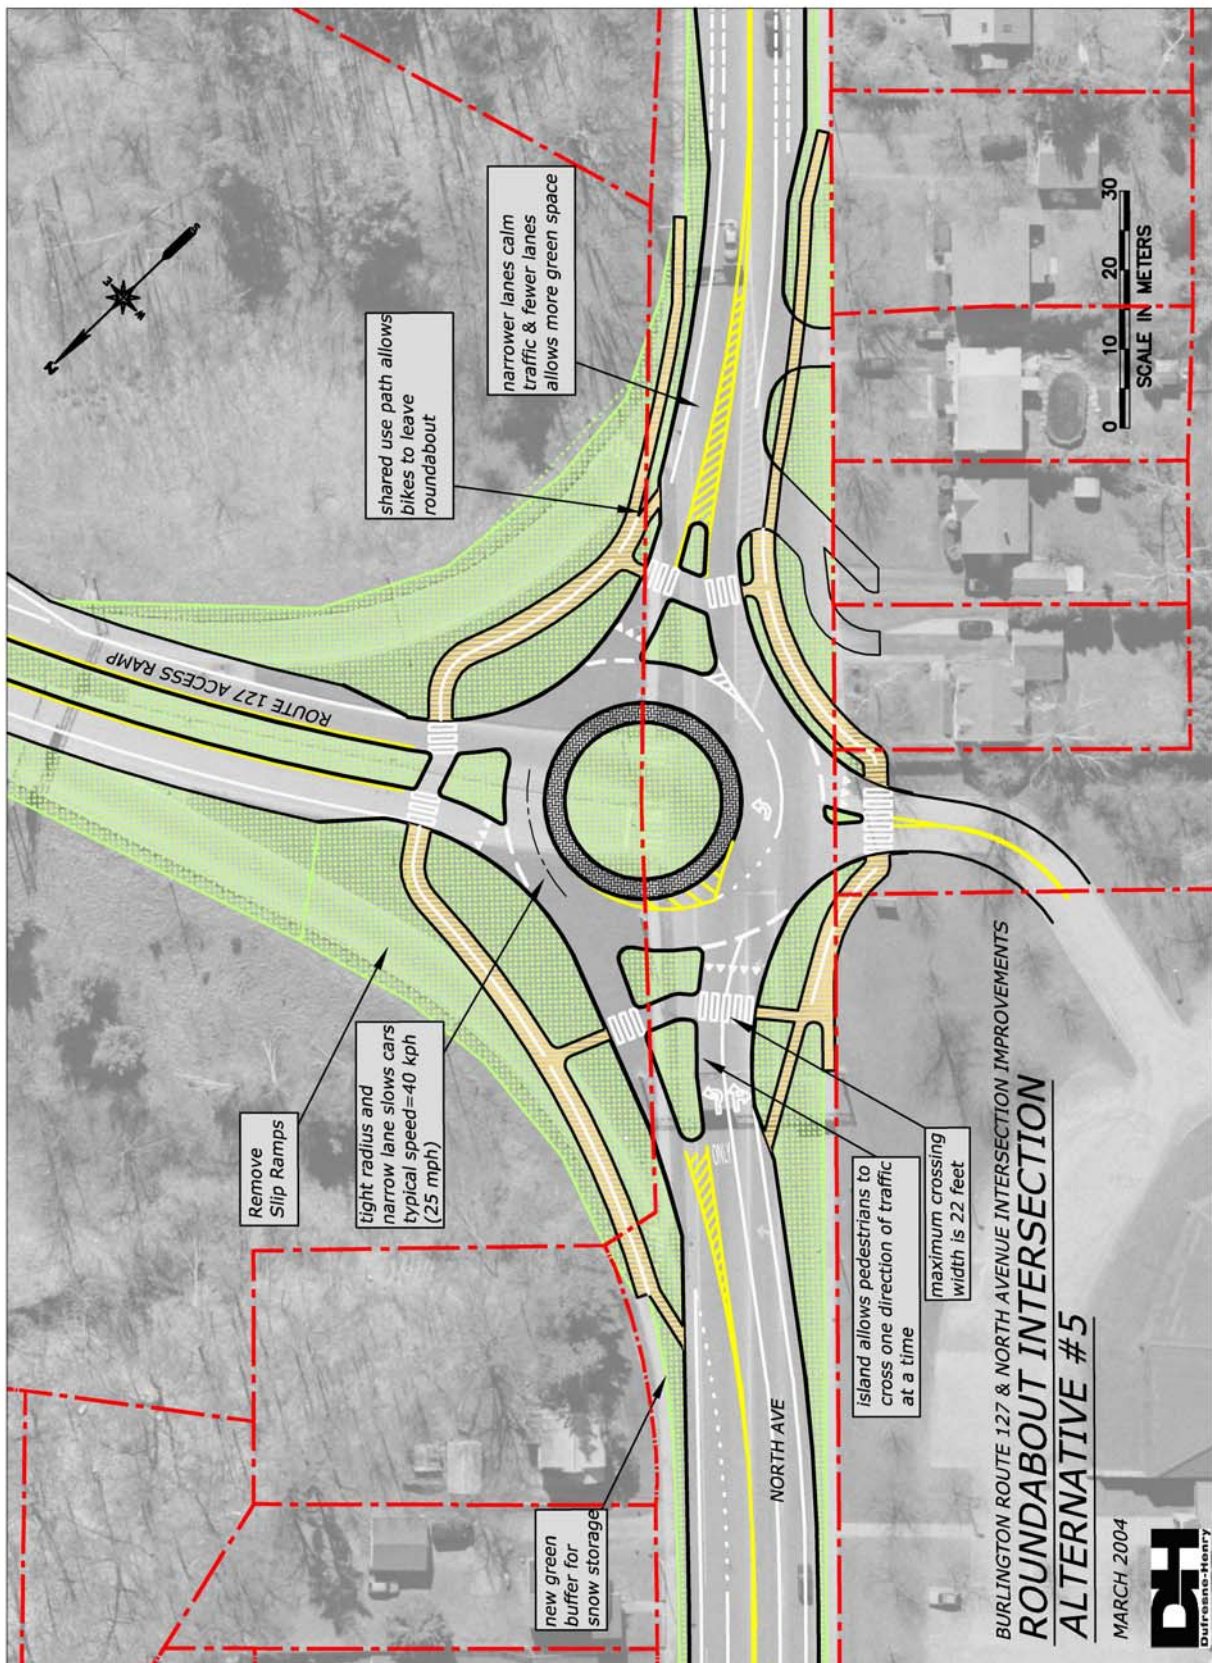 ROUTE 127 ACCESS RAMP
shared use path allows
bikes to leave
roundabout
narrower lanes calm
traffic & fewer lanes
allows more green space
Remove
Slip Ramps
tight radius and
narrow lane slows cars
typical speed=40 kph
(25 mph)
new green
buffer for
snow storage
NORTH AVE
ONLY
island allows pedestrians to
cross one direction of traffic
at a time
maximum crossing
width is 22 feet
0 10 20 30
SCALE IN METERS
N
E
S
W
BURLINGTON ROUTE 127 & NORTH AVENUE INTERSECTION IMPROVEMENTS
ROUNDABOUT INTERSECTION
ALTERNATIVE #5
MARCH 2004
DH
Dufresne-Henry